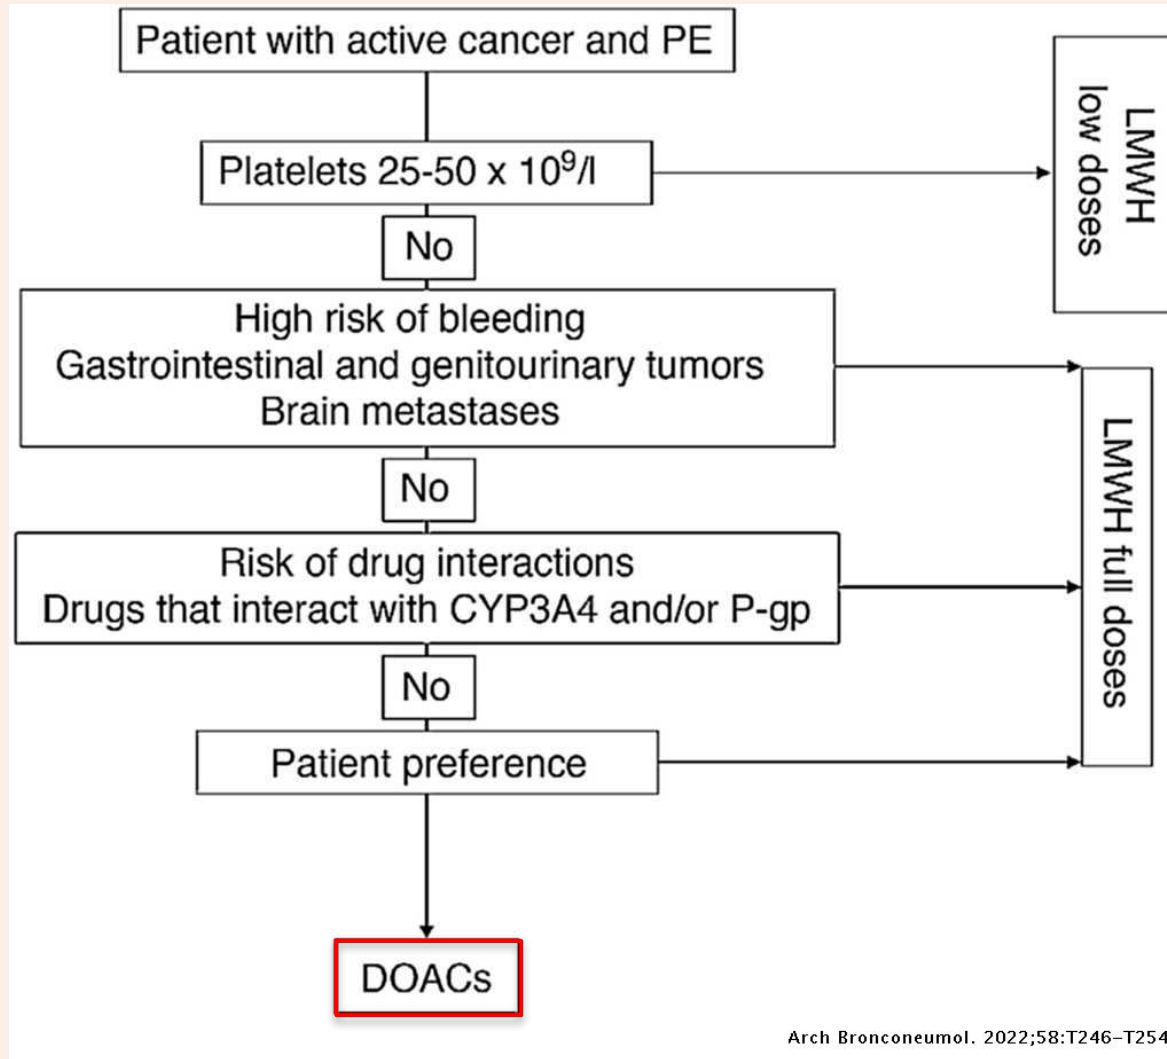 Patient with active cancer and PE
Platelets 25-50 x 10⁹/l
LMWH
low doses
No
High risk of bleeding
Gastrointestinal and genitourinary tumors
Brain metastases
No
Risk of drug interactions
Drugs that interact with CYP3A4 and/or P-gp
LMWH full doses
No
Patient preference
DOACs
Arch Bronconeumol. 2022;58:T246–T254